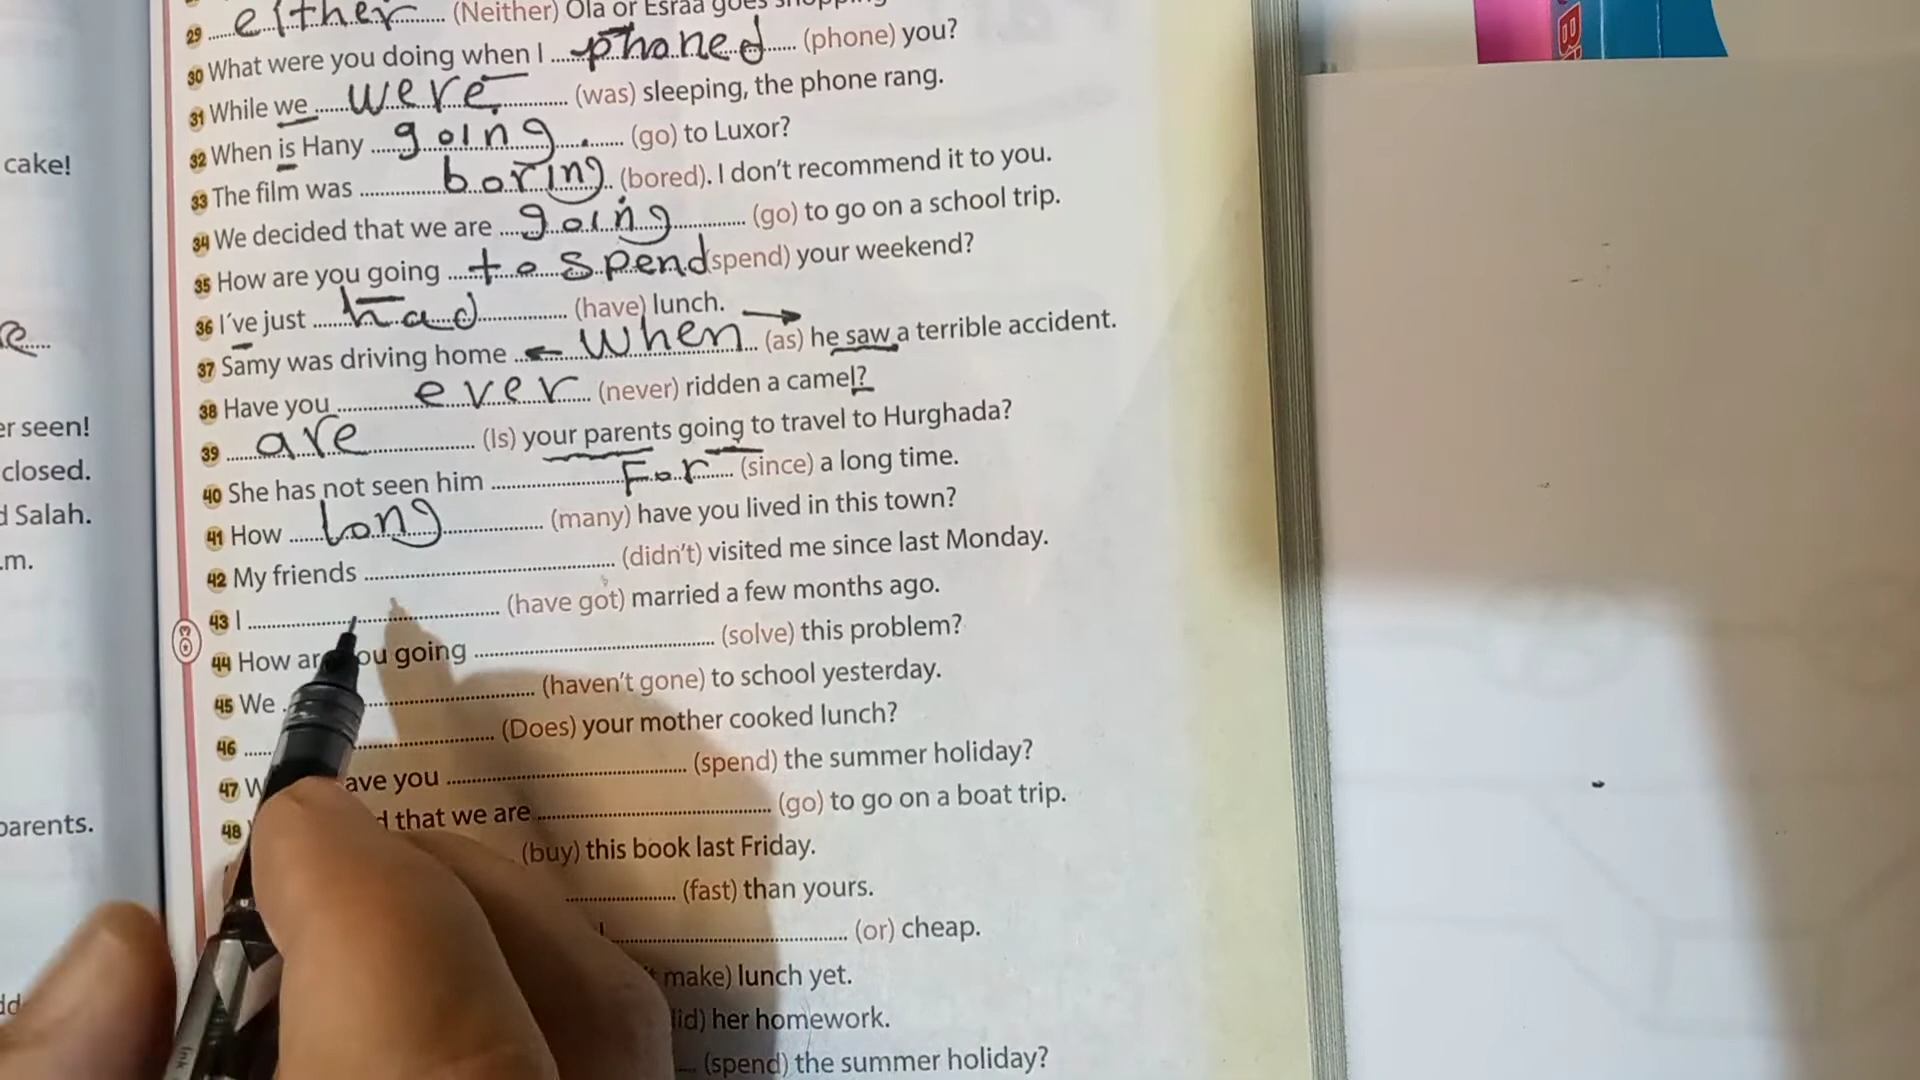 29 either (Neither) Ola or Esraa goes shopping
30 What were you doing when I phoned (phone) you?
31 While we were (was) sleeping, the phone rang.
32 When is Hany going (go) to Luxor?
33 The film was boring (bored). I don't recommend it to you.
34 We decided that we are going (go) to go on a school trip.
35 How are you going to spend (spend) your weekend?
36 I've just had (have) lunch.
37 Samy was driving home when (as) he saw a terrible accident.
38 Have you ever (never) ridden a camel?
39 are (Is) your parents going to travel to Hurghada?
40 She has not seen him For (since) a long time.
41 How long (many) have you lived in this town?
42 My friends (didn't) visited me since last Monday.
43 I (have got) married a few months ago.
44 How are you going (solve) this problem?
45 We (haven't gone) to school yesterday.
46 (Does) your mother cooked lunch?
47 have you (spend) the summer holiday?
48 that we are (go) to go on a boat trip.
(buy) this book last Friday.
(fast) than yours.
(or) cheap.
make) lunch yet.
her homework.
(spend) the summer holiday?
cake!
seen!
closed.
Salah.
parents.